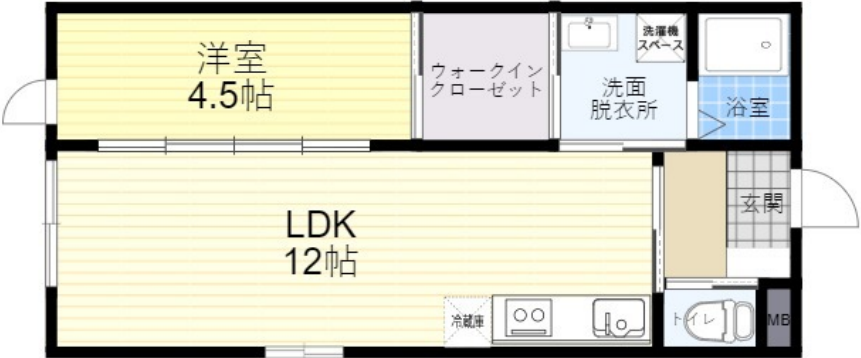 洋室
4.5帖
ウォークイン
クローゼット
洗濯機
スペース
洗面
脱衣所
浴室
LDK
12帖
玄関
冷蔵庫
トイレ
MB